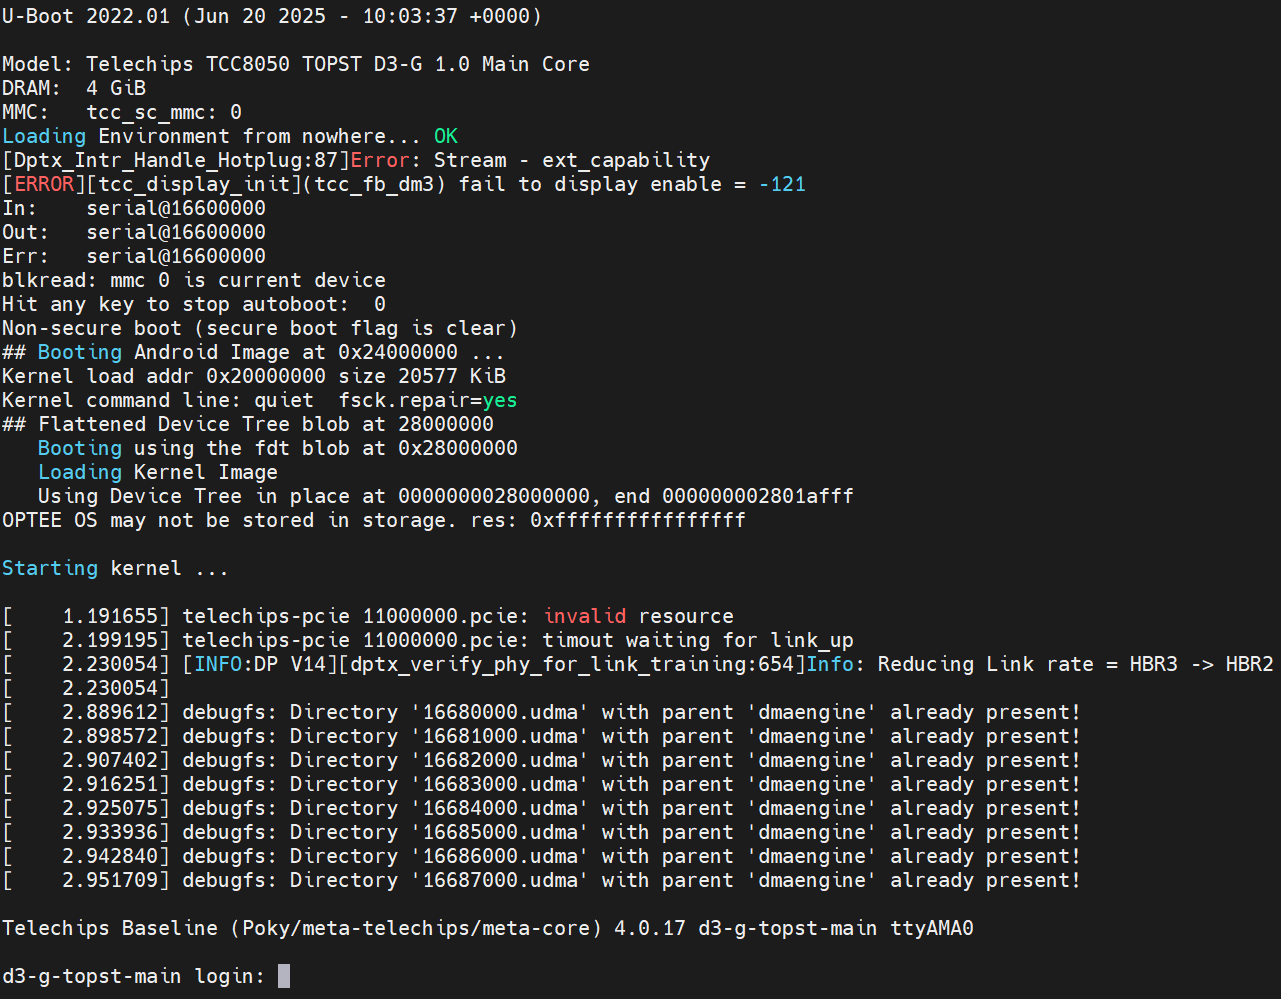 U-Boot 2022.01 (Jun 20 2025 - 10:03:37 +0000)
Model: Telechips TCC8050 TOPST D3-G 1.0 Main Core
DRAM:  4 GiB
MMC:   tcc_sc_mmc: 0
Loading Environment from nowhere... OK
[Dptx_Intr_Handle_Hotplug:87]Error: Stream - ext_capability
[ERROR][tcc_display_init](tcc_fb_dm3) fail to display enable = -121
In:    serial@16600000
Out:   serial@16600000
Err:   serial@16600000
blkread: mmc 0 is current device
Hit any key to stop autoboot:  0
Non-secure boot (secure boot flag is clear)
## Booting Android Image at 0x24000000 ...
Kernel load addr 0x20000000 size 20577 KiB
Kernel command line: quiet  fsck.repair=yes
## Flattened Device Tree blob at 28000000
   Booting using the fdt blob at 0x28000000
   Loading Kernel Image
   Using Device Tree in place at 0000000028000000, end 000000002801afff
OPTEE OS may not be stored in storage. res: 0xffffffffffffffff
Starting kernel ...
[    1.191655] telechips-pcie 11000000.pcie: invalid resource
[    2.199195] telechips-pcie 11000000.pcie: timout waiting for link_up
[    2.230054] [INFO:DP V14][dptx_verify_phy_for_link_training:654]Info: Reducing Link rate = HBR3 -> HBR2
[    2.230054]
[    2.889612] debugfs: Directory '16680000.udma' with parent 'dmaengine' already present!
[    2.898572] debugfs: Directory '16681000.udma' with parent 'dmaengine' already present!
[    2.907402] debugfs: Directory '16682000.udma' with parent 'dmaengine' already present!
[    2.916251] debugfs: Directory '16683000.udma' with parent 'dmaengine' already present!
[    2.925075] debugfs: Directory '16684000.udma' with parent 'dmaengine' already present!
[    2.933936] debugfs: Directory '16685000.udma' with parent 'dmaengine' already present!
[    2.942840] debugfs: Directory '16686000.udma' with parent 'dmaengine' already present!
[    2.951709] debugfs: Directory '16687000.udma' with parent 'dmaengine' already present!
Telechips Baseline (Poky/meta-telechips/meta-core) 4.0.17 d3-g-topst-main ttyAMA0
d3-g-topst-main login: